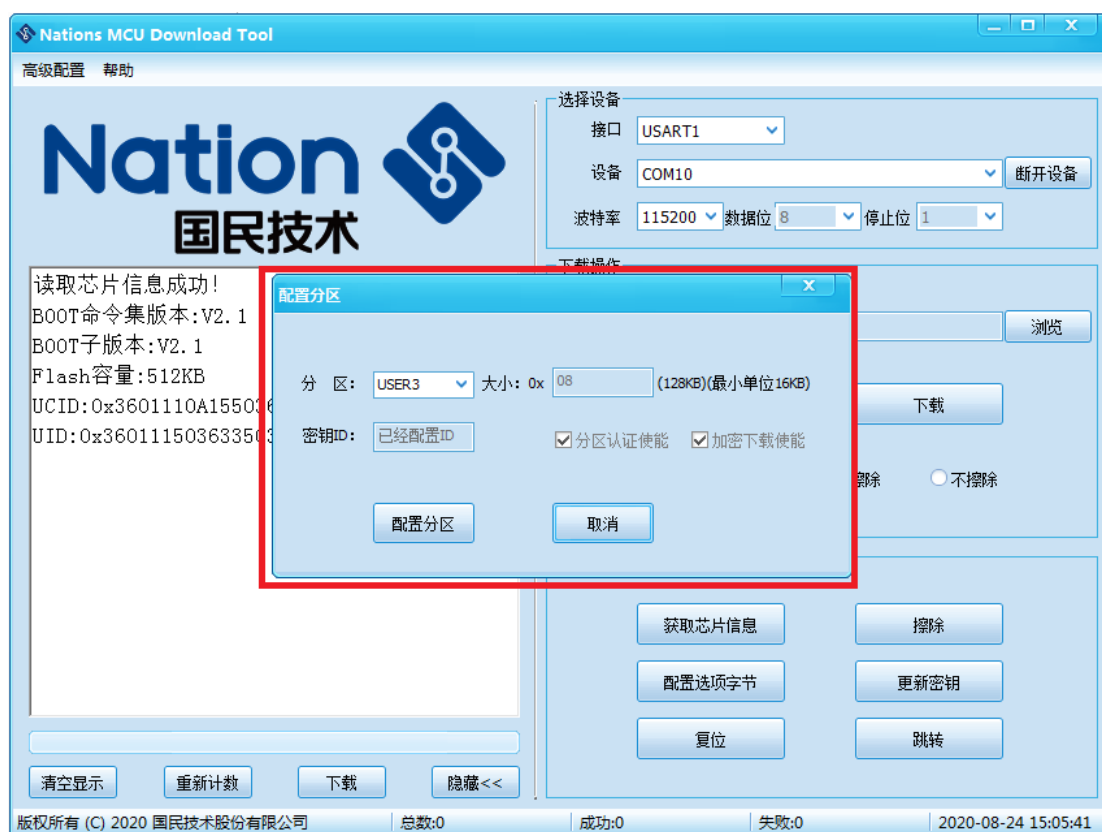 Nations MCU Download Tool
高级配置 帮助
Nation
国民技术
选择设备
接口 USART1
设备 COM10 断开设备
波特率 115200 数据位 8 停止位 1
读取芯片信息成功!
BOOT命令集版本:V2.1
BOOT子版本:V2.1
Flash容量:512KB
UCID:0x3601110A15503
UID:0x36011150363350
下载操作
浏览
下载
擦除 不擦除
配置分区
分 区: USER3 大小: 0x 08 (128KB)(最小单位16KB)
密钥ID: 已经配置ID 分区认证使能 加密下载使能
配置分区 取消
获取芯片信息 擦除
配置选项字节 更新密钥
复位 跳转
清空显示 重新计数 下载 隐藏<<
版权所有 (C) 2020 国民技术股份有限公司 总数:0 成功:0 失败:0 2020-08-24 15:05:41